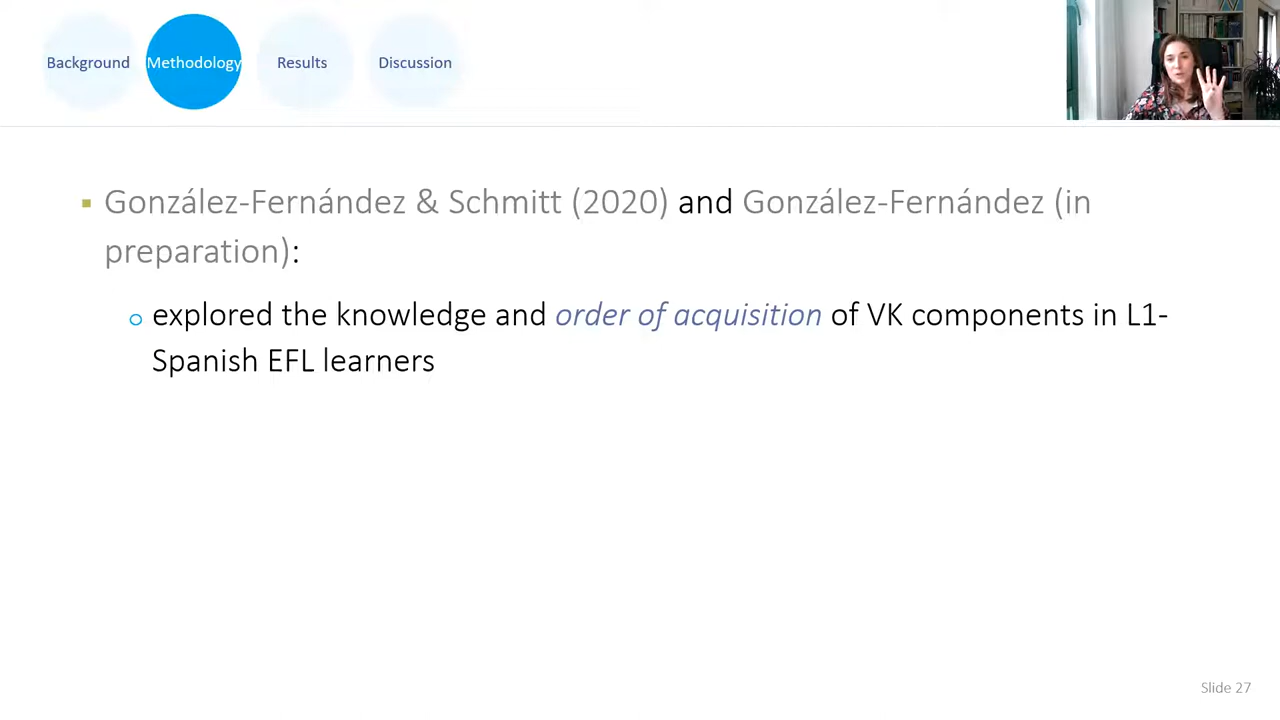 Background
Methodology
Results
Discussion
González-Fernández & Schmitt (2020) and González-Fernández (in
preparation):
explored the knowledge and order of acquisition of VK components in L1-
Spanish EFL learners
Slide 27